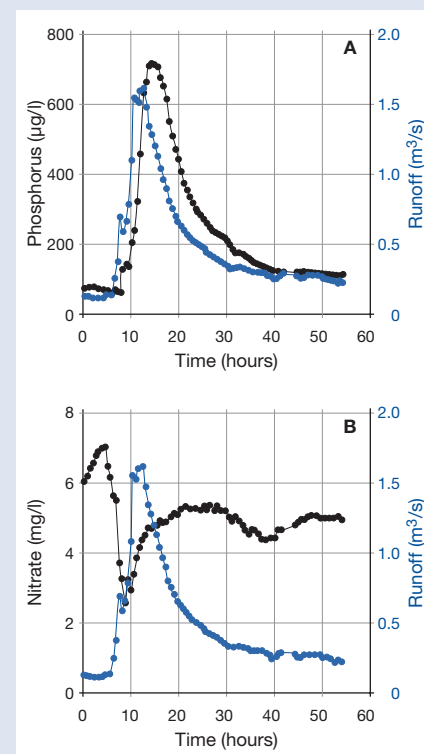 A
800
600
400
200
0
Phosphorus (µg/l)
2.0
1.5
1.0
0.5
0
Runoff (m³/s)
0 10 20 30 40 50 60
Time (hours)
B
8
6
4
2
0
Nitrate (mg/l)
2.0
1.5
1.0
0.5
0
Runoff (m³/s)
0 10 20 30 40 50 60
Time (hours)